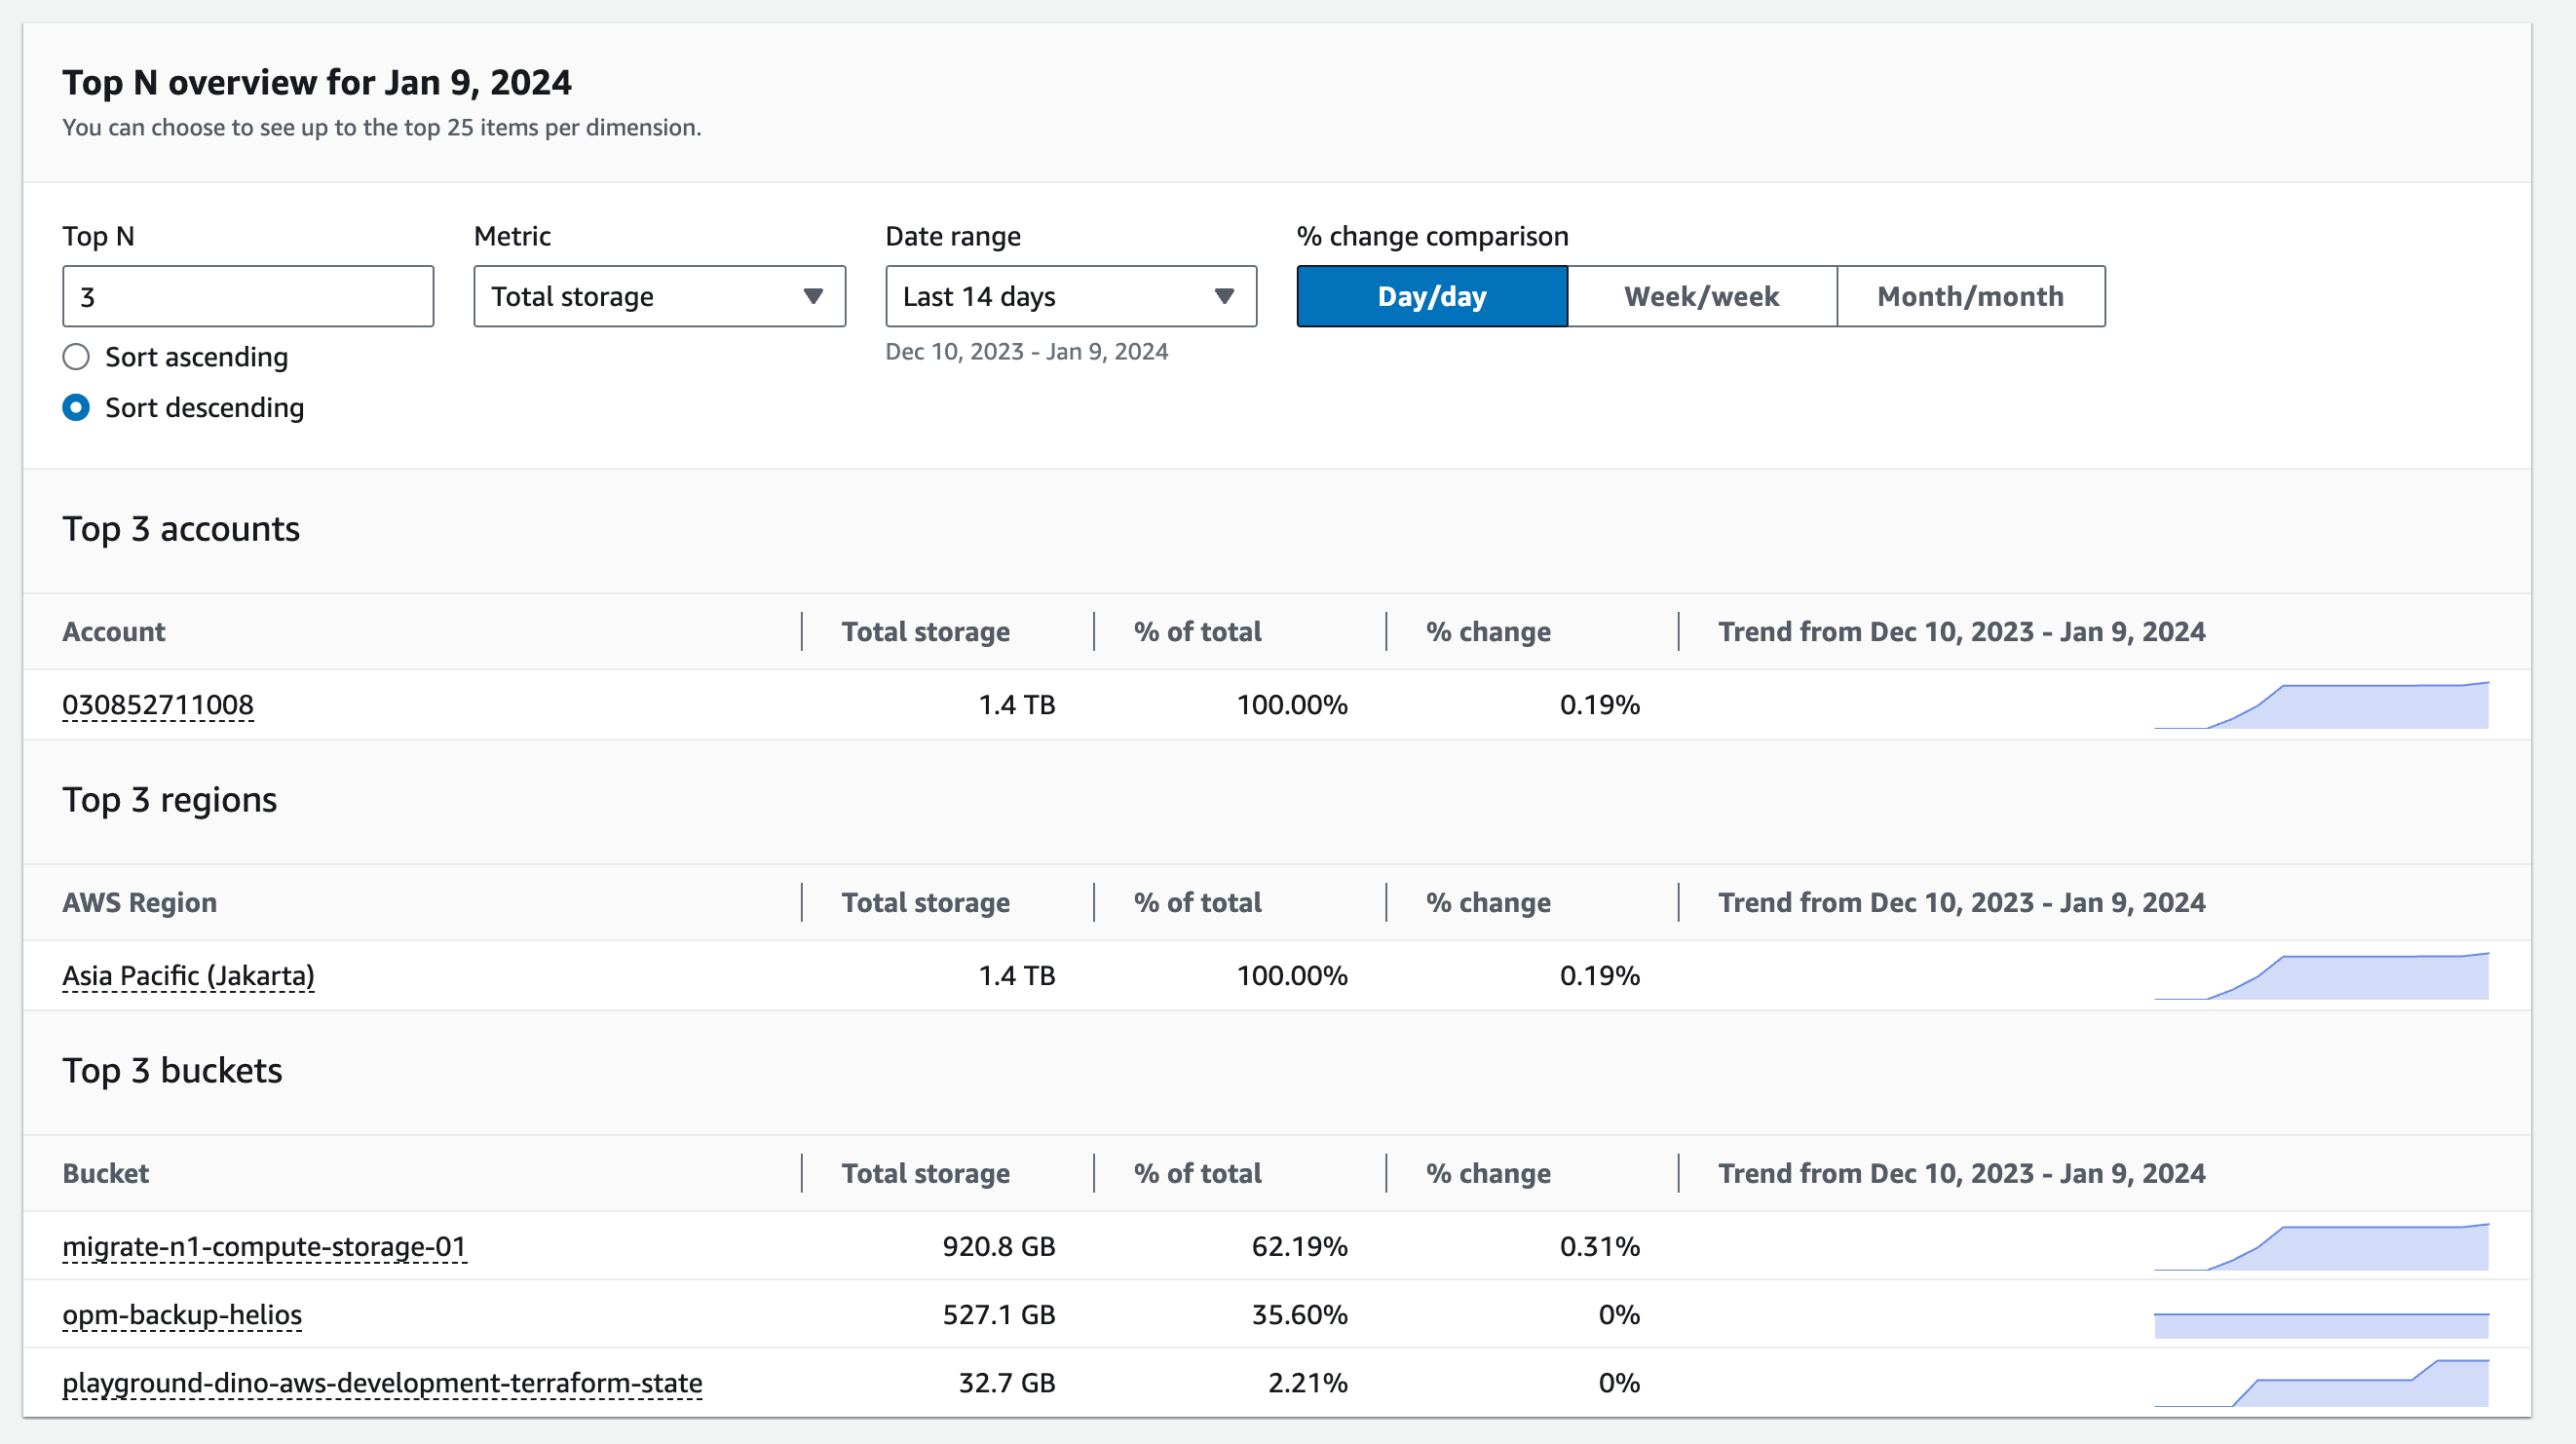 Top N overview for Jan 9, 2024
You can choose to see up to the top 25 items per dimension.
Top N Metric Date range % change comparison
3 Total storage Last 14 days Day/day Week/week Month/month
Dec 10, 2023 - Jan 9, 2024
Sort ascending
Sort descending
Top 3 accounts
Account Total storage % of total % change Trend from Dec 10, 2023 - Jan 9, 2024
030852711008 1.4 TB 100.00% 0.19%
Top 3 regions
AWS Region Total storage % of total % change Trend from Dec 10, 2023 - Jan 9, 2024
Asia Pacific (Jakarta) 1.4 TB 100.00% 0.19%
Top 3 buckets
Bucket Total storage % of total % change Trend from Dec 10, 2023 - Jan 9, 2024
migrate-n1-compute-storage-01 920.8 GB 62.19% 0.31%
opm-backup-helios 527.1 GB 35.60% 0%
playground-dino-aws-development-terraform-state 32.7 GB 2.21% 0%